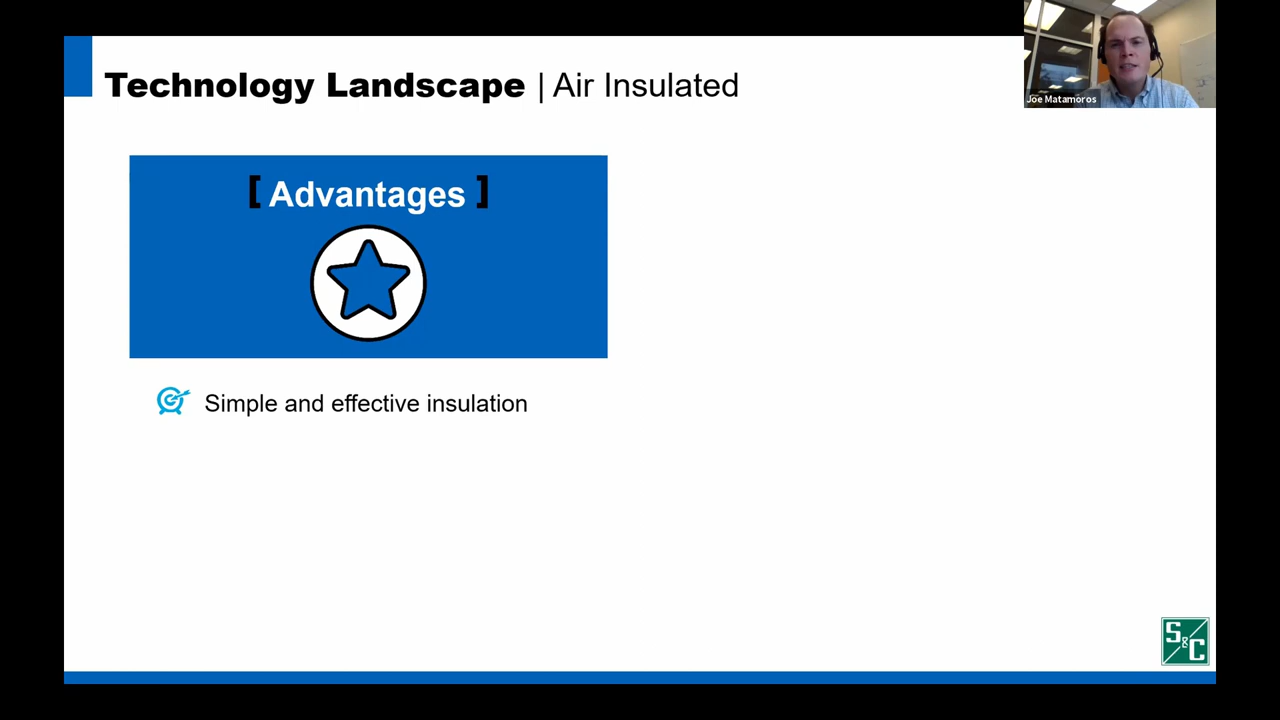 Technology Landscape | Air Insulated
Joe Matamoros
[ Advantages ]
Simple and effective insulation
S&C